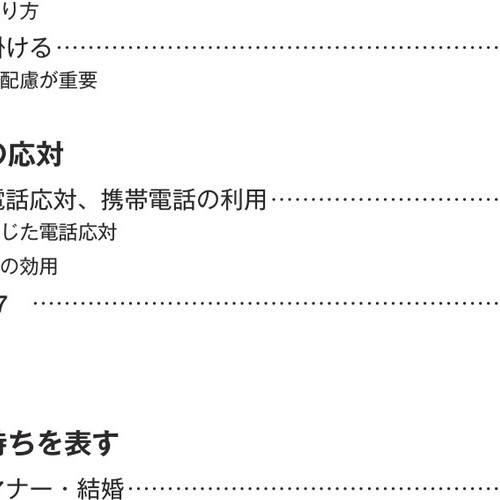 り方
掛ける……………………………………
配慮が重要
の応対
電話応対、携帯電話の利用…………………
じた電話応対
の効用
7 ……………………………………
持ちを表す
マナー・結婚……………………………